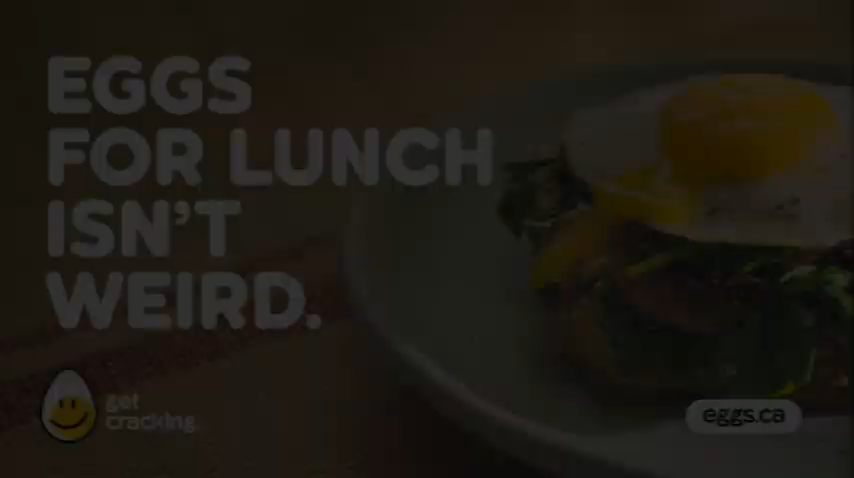 EGGS
FOR LUNCH
ISN'T
WEIRD.
get
cracking.
eggs.ca